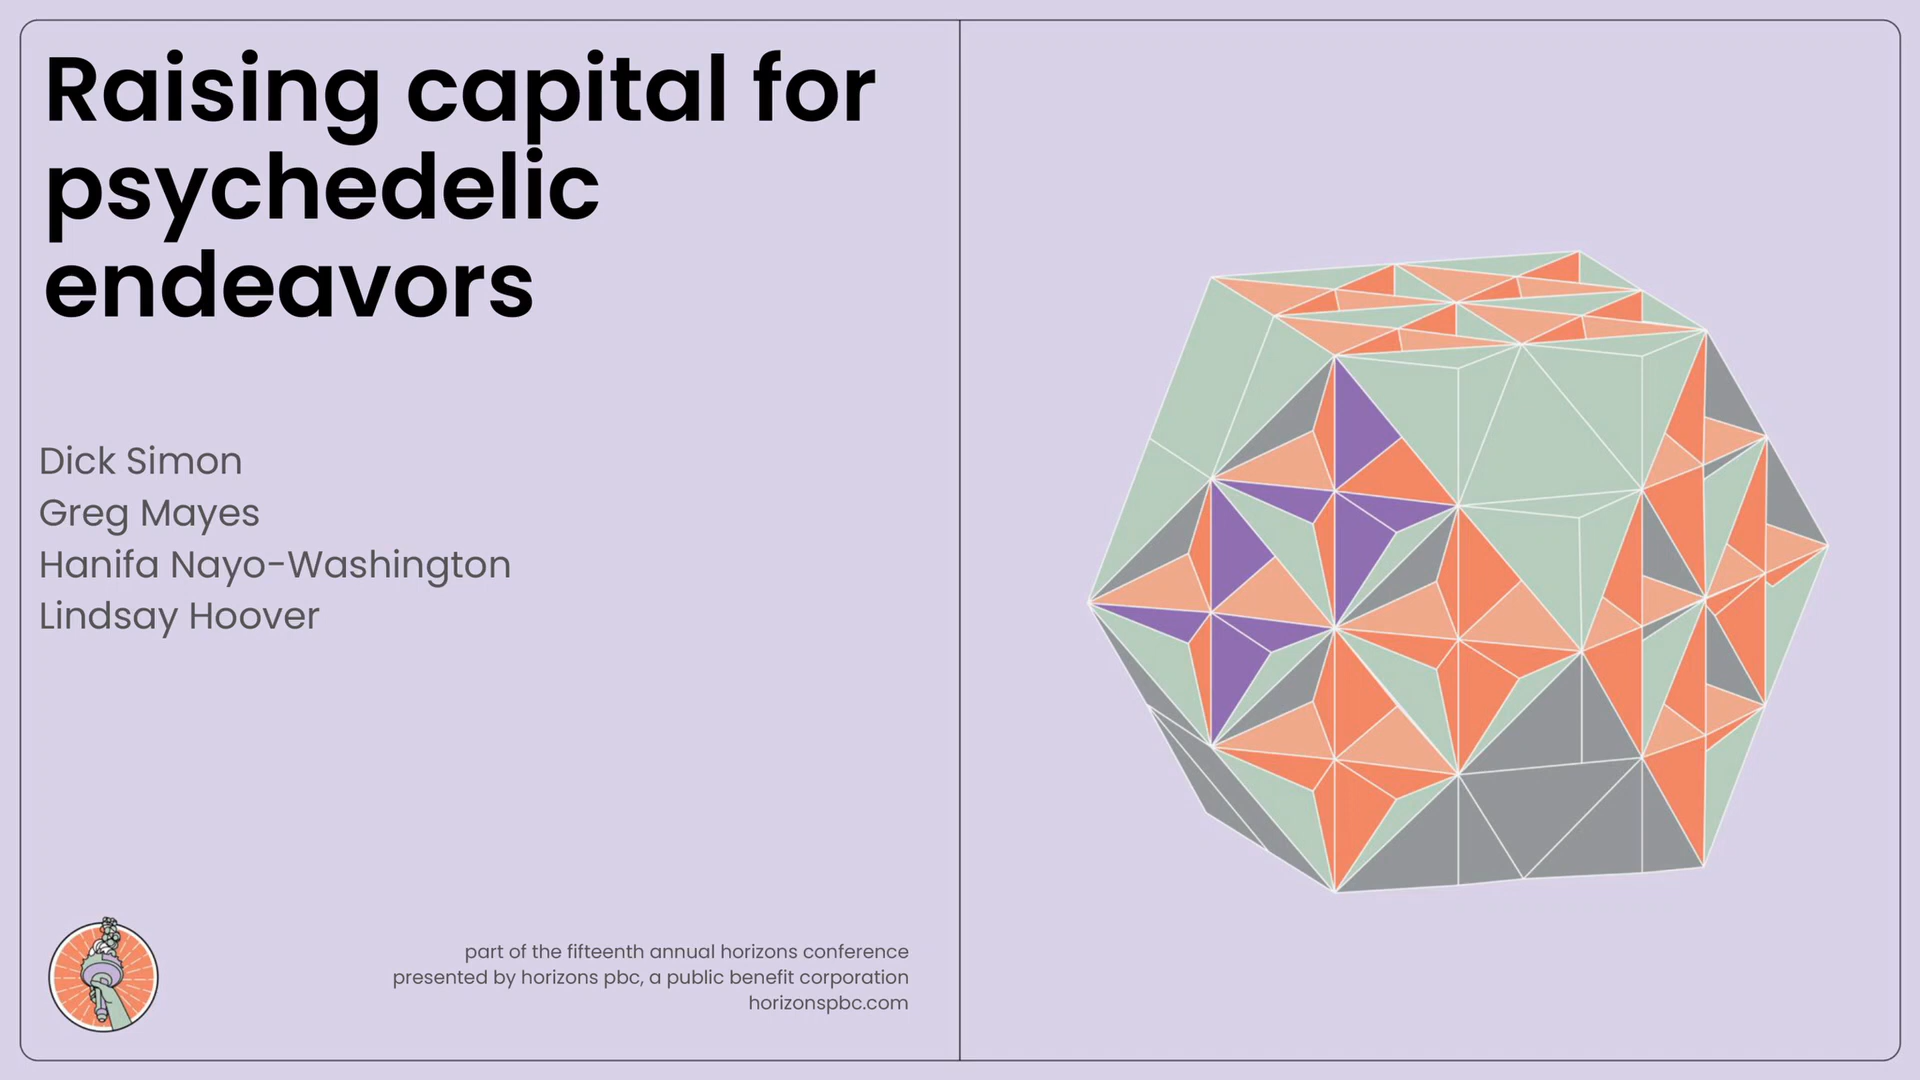 Raising capital for
psychedelic
endeavors
Dick Simon
Greg Mayes
Hanifa Nayo-Washington
Lindsay Hoover
part of the fifteenth annual horizons conference
presented by horizons pbc, a public benefit corporation
horizonspbc.com